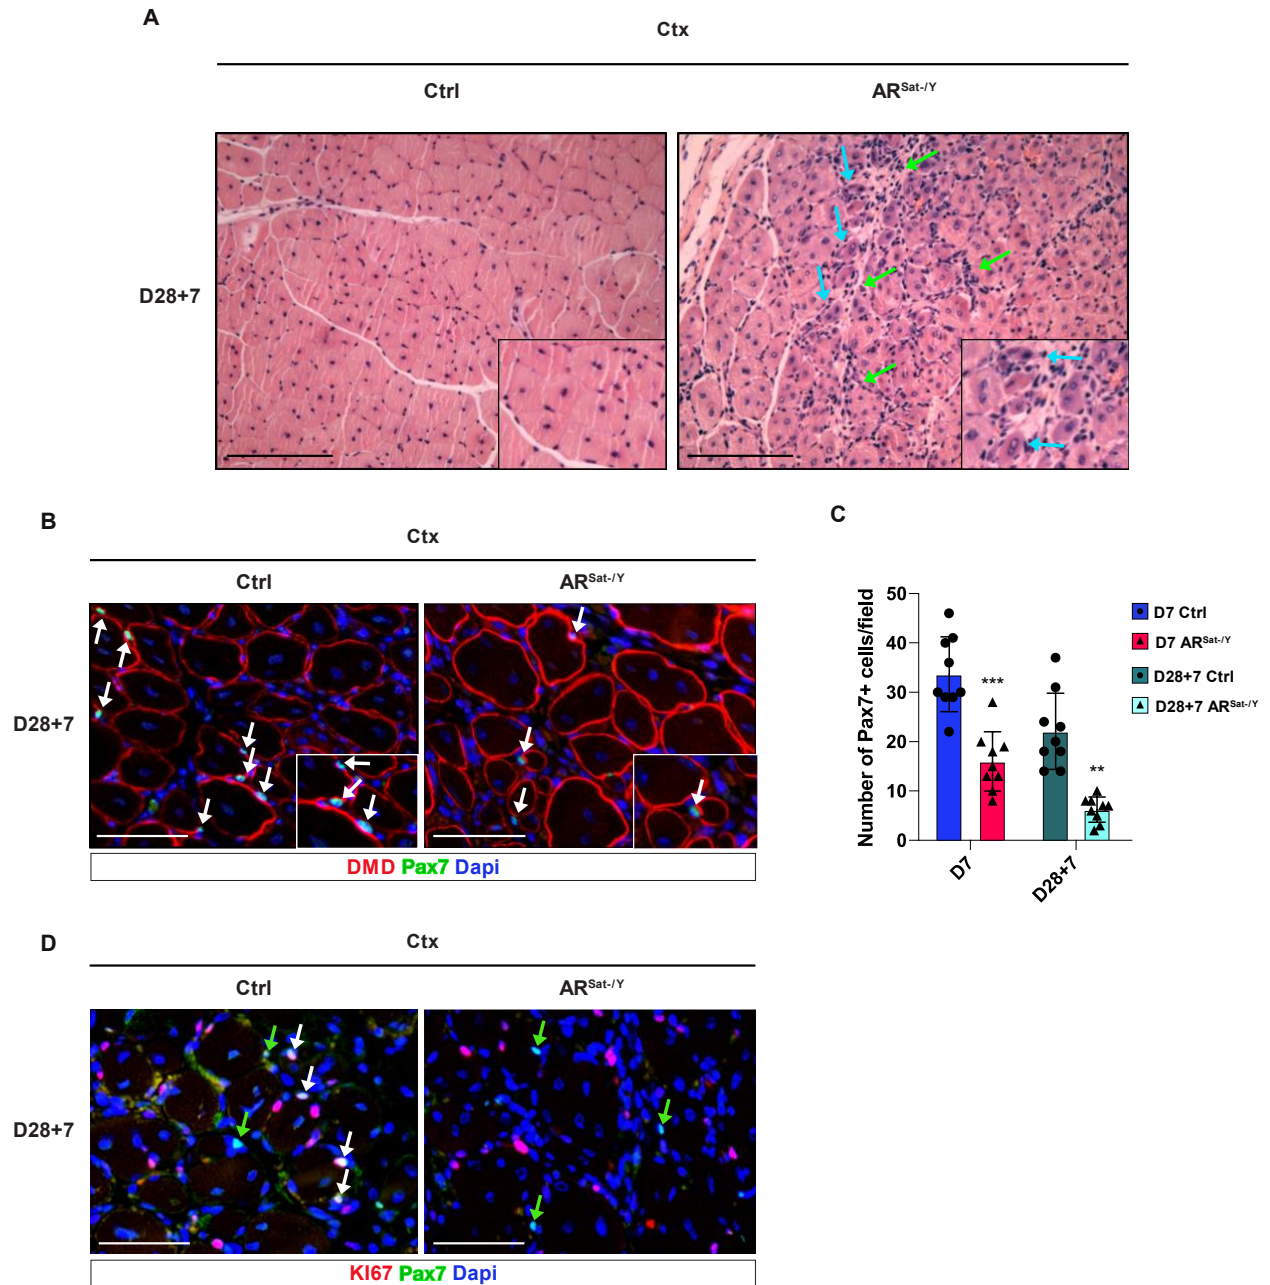 A
Ctx
Ctrl
AR^Sat-/Y
D28+7
B
Ctx
Ctrl
AR^Sat-/Y
D28+7
DMD Pax7 Dapi
C
Number of Pax7+ cells/field
50
40
30
20
10
0
***
**
D7
D28+7
D7 Ctrl
D7 AR^Sat-/Y
D28+7 Ctrl
D28+7 AR^Sat-/Y
D
Ctx
Ctrl
AR^Sat-/Y
D28+7
KI67 Pax7 Dapi